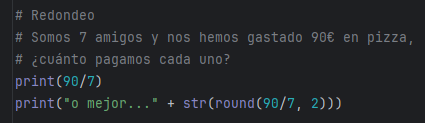 # Redondeo
# Somos 7 amigos y nos hemos gastado 90€ en pizza,
# ¿cuánto pagamos cada uno?
print(90/7)
print("o mejor..." + str(round(90/7, 2)))